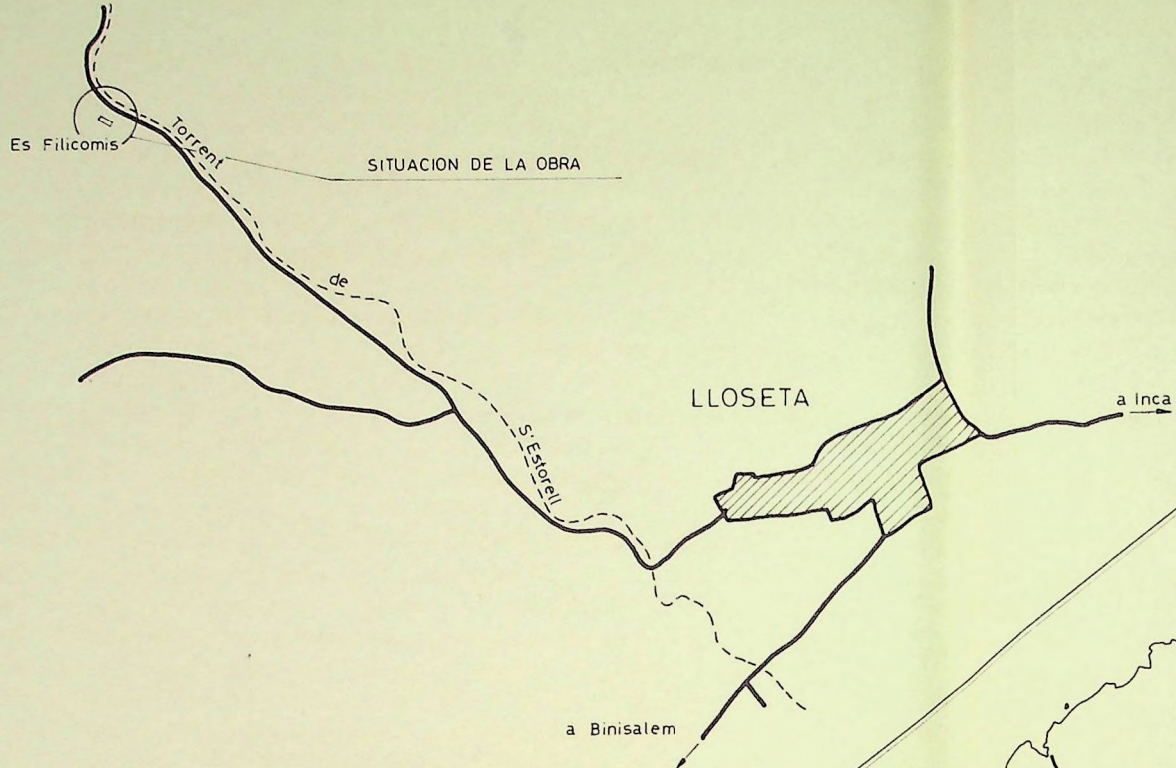 Es Filicomis
Torrent
SITUACION DE LA OBRA
de
LLOSETA
a Inca
S'Estorell
a Binisalem